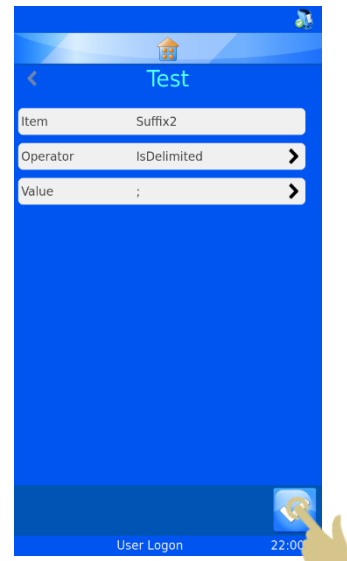 Test
Item Suffix2
Operator IsDelimited
Value ;
User Logon 22:00